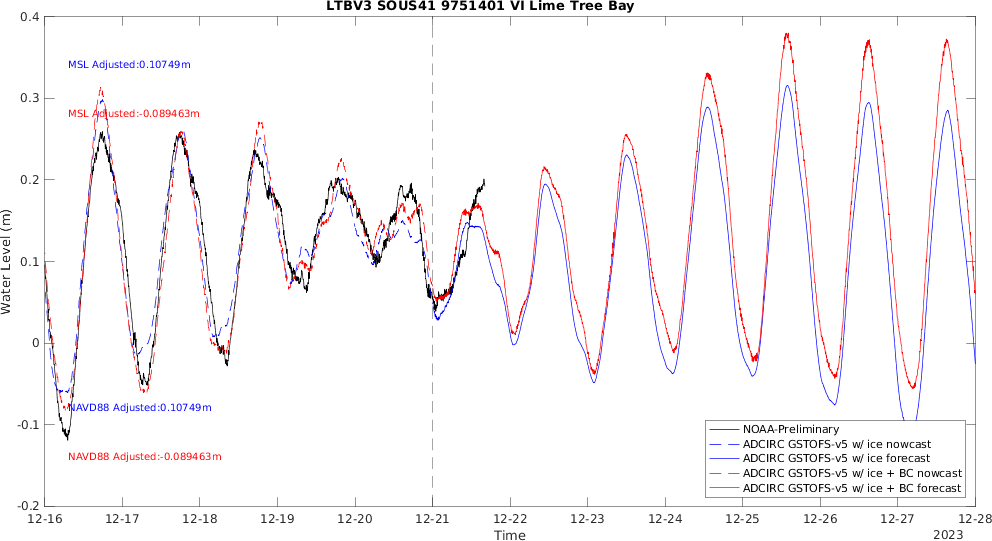 LTBV3 SOUS41 9751401 VI Lime Tree Bay
0.4
0.3
0.2
0.1
0
-0.1
-0.2
Water Level (m)
MSL Adjusted:0.10749m
MSL Adjusted:-0.089463m
NAVD88 Adjusted:0.10749m
NAVD88 Adjusted:-0.089463m
NOAA-Preliminary
ADCIRC GSTOFS-v5 w/ ice nowcast
ADCIRC GSTOFS-v5 w/ ice forecast
ADCIRC GSTOFS-v5 w/ ice + BC nowcast
ADCIRC GSTOFS-v5 w/ ice + BC forecast
12-16 12-17 12-18 12-19 12-20 12-21 12-22 12-23 12-24 12-25 12-26 12-27 12-28
Time
2023